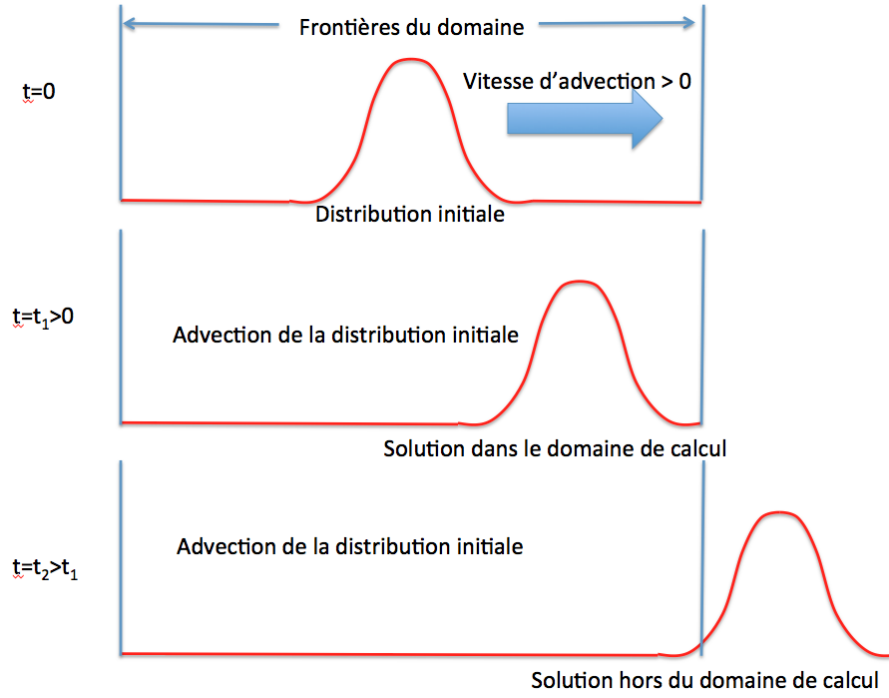 Frontières du domaine
t=0
Vitesse d’advection > 0
Distribution initiale
t=t₁>0
Advection de la distribution initiale
Solution dans le domaine de calcul
Advection de la distribution initiale
t=t₂>t₁
Solution hors du domaine de calcul